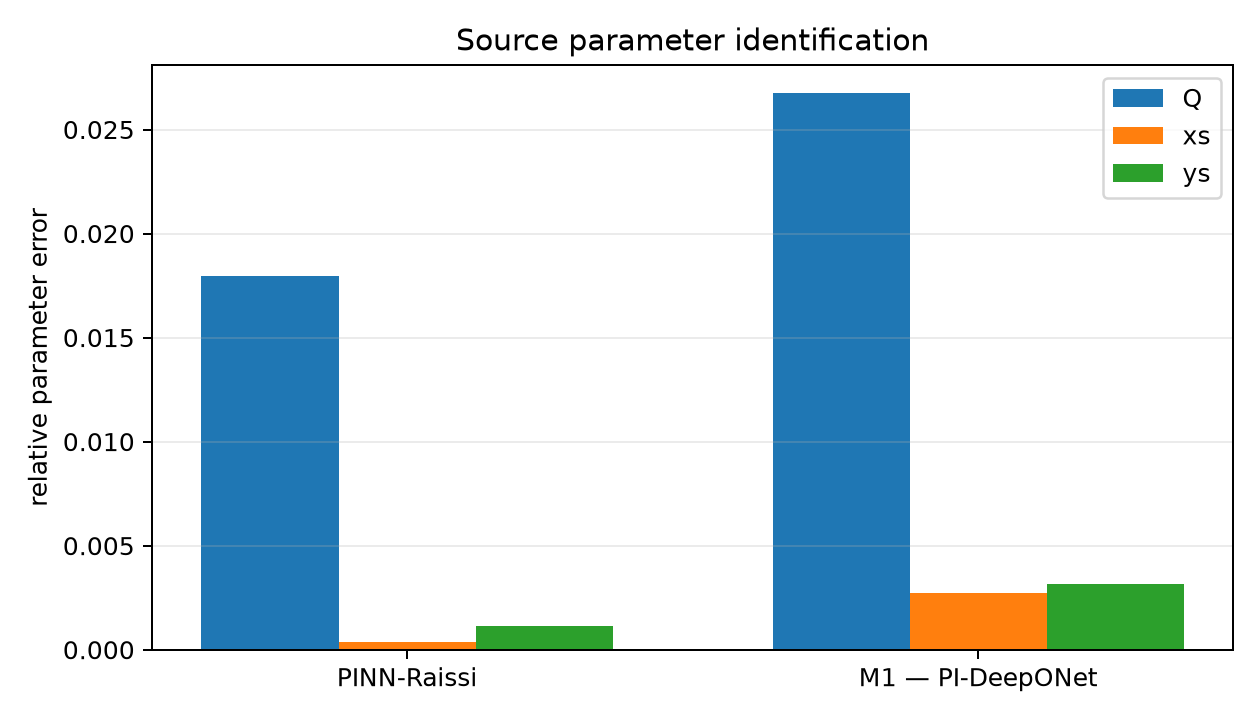 Source parameter identification
relative parameter error
0.025
0.020
0.015
0.010
0.005
0.000
Q
xs
ys
PINN-Raissi
M1 — PI-DeepONet